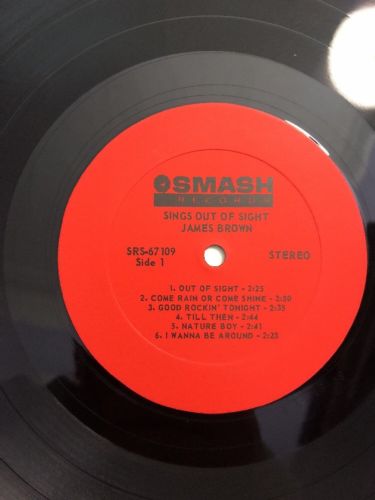 SMASH
RECORDS
SINGS OUT OF SIGHT
JAMES BROWN
SRS-67109
Side 1
STEREO
1. OUT OF SIGHT - 2:25
2. COME RAIN OR COME SHINE - 2:50
3. GOOD ROCKIN' TONIGHT - 2:35
4. TILL THEN - 2:44
5. NATURE BOY - 2:41
6. I WANNA BE AROUND - 2:23